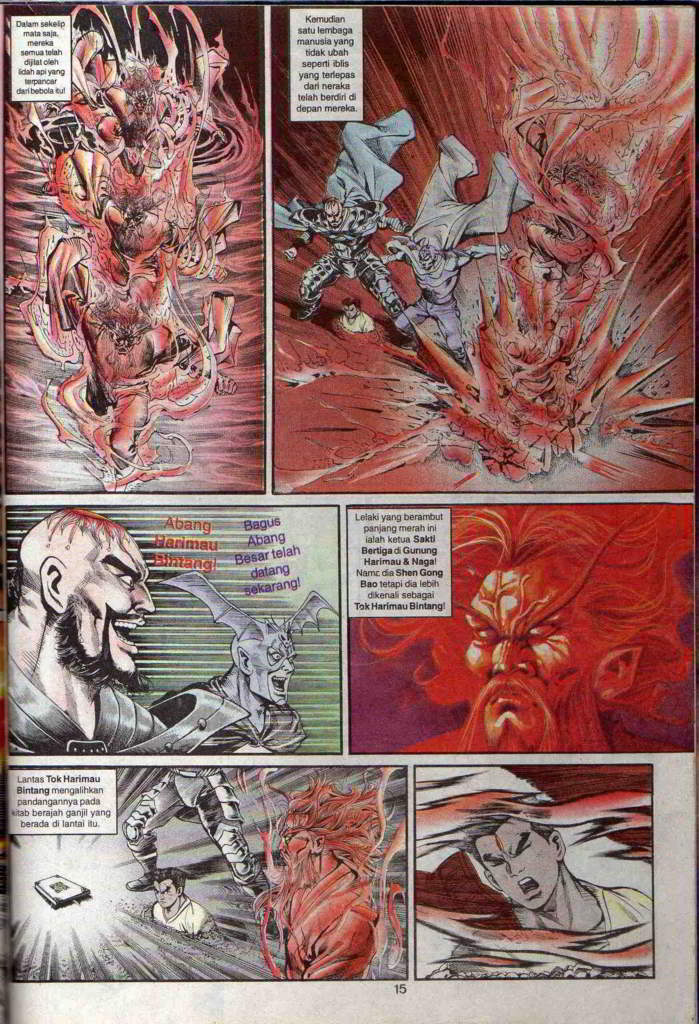 Dalam sekelip
mata saja,
mereka
semua telah
dijilat oleh
lidah api yang
terpancar
dari bebola itu!
Kemudian
satu lembaga
manusia yang
tidak ubah
seperti iblis
yang terlepas
dari neraka
telah berdiri di
depan mereka.
Abang
Harimau
Bintang!
Bagus
Abang
Besar telah
datang
sekarang!
Lelaki yang berambut
panjang merah ini
ialah ketua Sakti
Bertiga di Gunung
Harimau & Naga!
Nama dia Shen Gong
Bao tetapi dia lebih
dikenali sebagai
Tok Harimau Bintang!
Lantas Tok Harimau
Bintang mengalihkan
pandangannya pada
kitab berajah ganjil yang
berada di lantai itu.
15